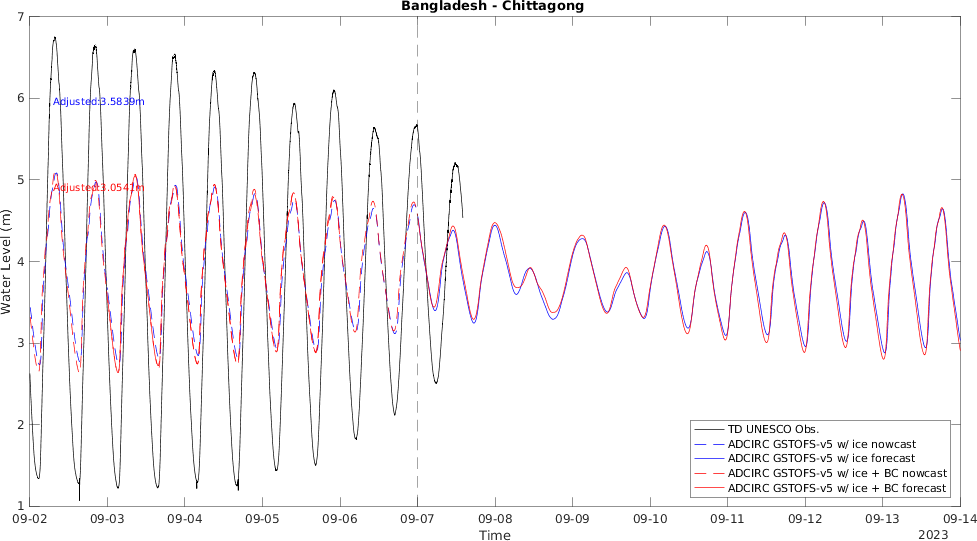 Bangladesh - Chittagong
7
6
5
4
3
2
1
Water Level (m)
Adjusted:3.5839m
Adjusted:3.0541m
TD UNESCO Obs.
ADCIRC GSTOFS-v5 w/ ice nowcast
ADCIRC GSTOFS-v5 w/ ice forecast
ADCIRC GSTOFS-v5 w/ ice + BC nowcast
ADCIRC GSTOFS-v5 w/ ice + BC forecast
09-02 09-03 09-04 09-05 09-06 09-07 09-08 09-09 09-10 09-11 09-12 09-13 09-14
Time
2023